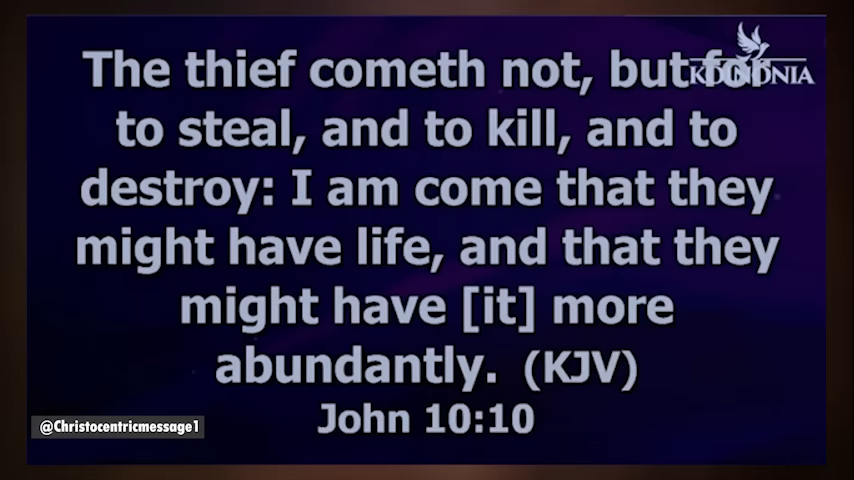 The thief cometh not, but for
KOINONIA
to steal, and to kill, and to
destroy: I am come that they
might have life, and that they
might have [it] more
abundantly. (KJV)
John 10:10
@Christocentricmessage1